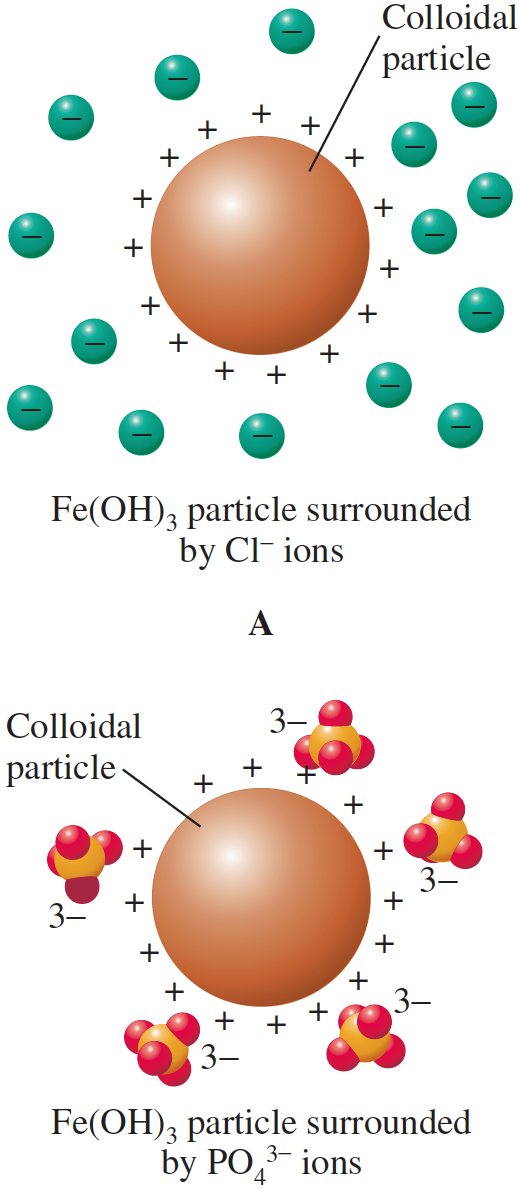 Colloidal
particle
Fe(OH)₃ particle surrounded
by Cl⁻ ions
A
3–
Colloidal
particle
3–
3–
3–
3–
Fe(OH)₃ particle surrounded
by PO₄³⁻ ions